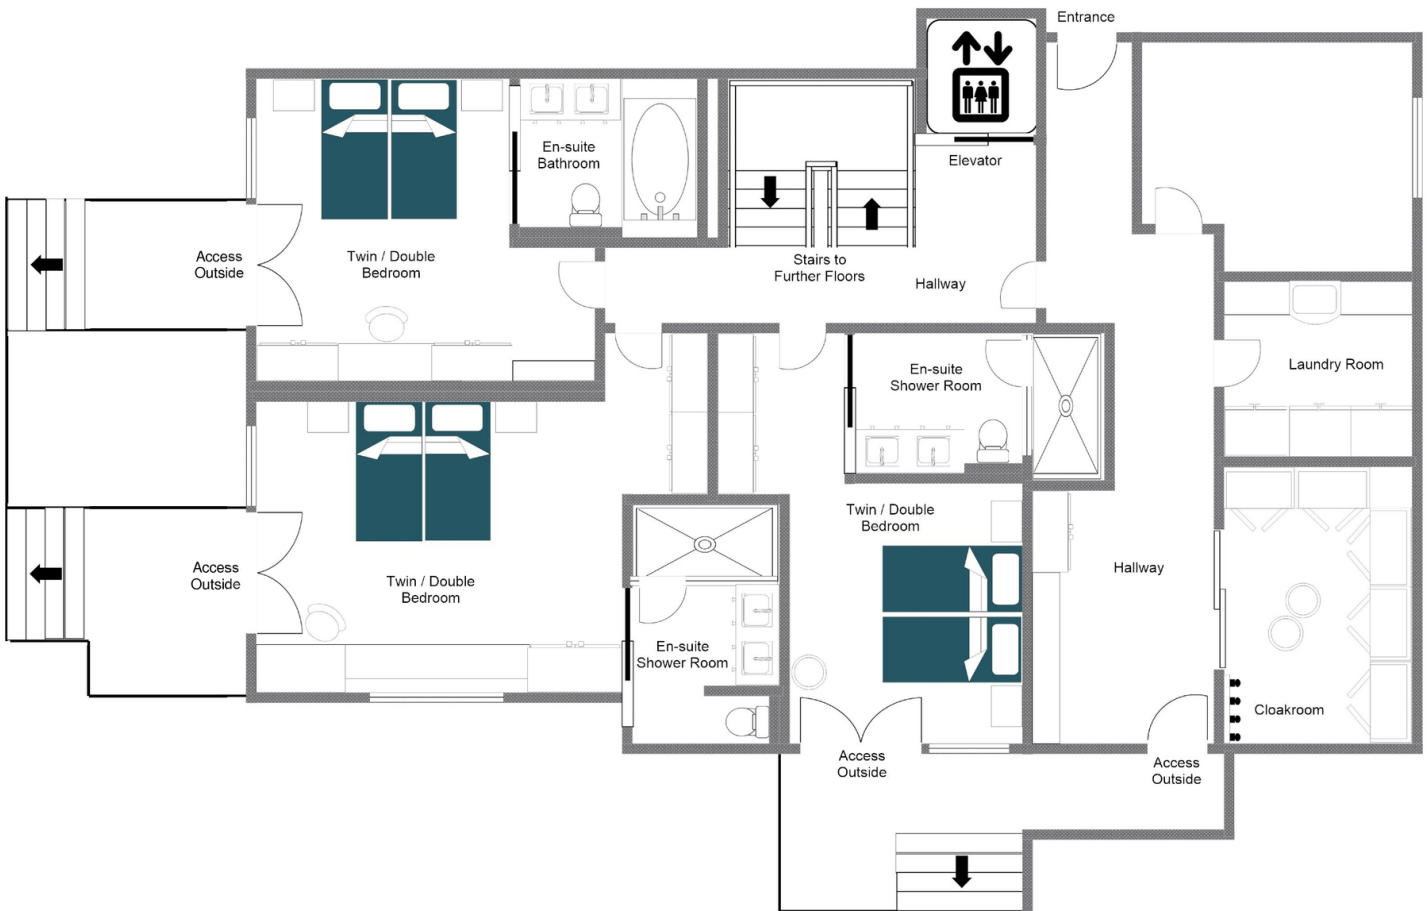 Entrance
En-suite
Bathroom
Elevator
Access
Outside
Twin / Double
Bedroom
Stairs to
Further Floors
Hallway
En-suite
Shower Room
Laundry Room
Twin / Double
Bedroom
Access
Outside
Twin / Double
Bedroom
Hallway
En-suite
Shower Room
Cloakroom
Access
Outside
Access
Outside